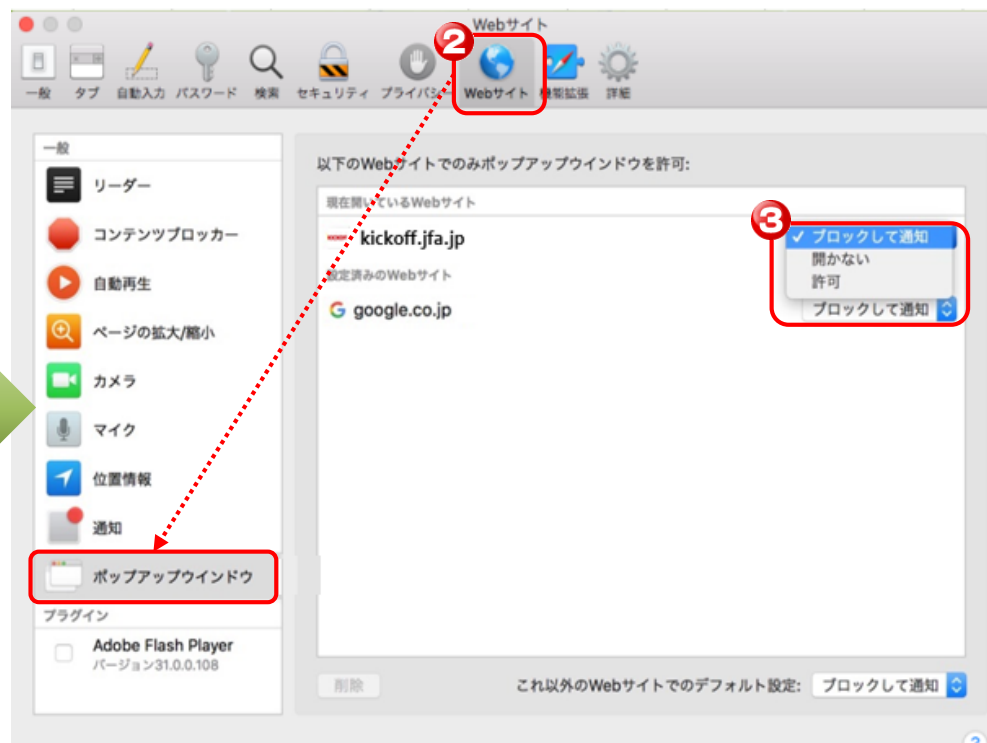 Webサイト
2
一般 タブ 自動入力 パスワード 検索 セキュリティ プライバシー Webサイト 機能拡張 詳細
一般
リーダー
コンテンツブロッカー
自動再生
ページの拡大/縮小
カメラ
マイク
位置情報
通知
ポップアップウインドウ
プラグイン
Adobe Flash Player
バージョン31.0.0.108
以下のWebサイトでのみポップアップウインドウを許可:
現在開いているWebサイト
kickoff.jfa.jp
3
✓ ブロックして通知
開かない
許可
設定済みのWebサイト
G google.co.jp
ブロックして通知
削除
これ以外のWebサイトでのデフォルト設定: ブロックして通知
?